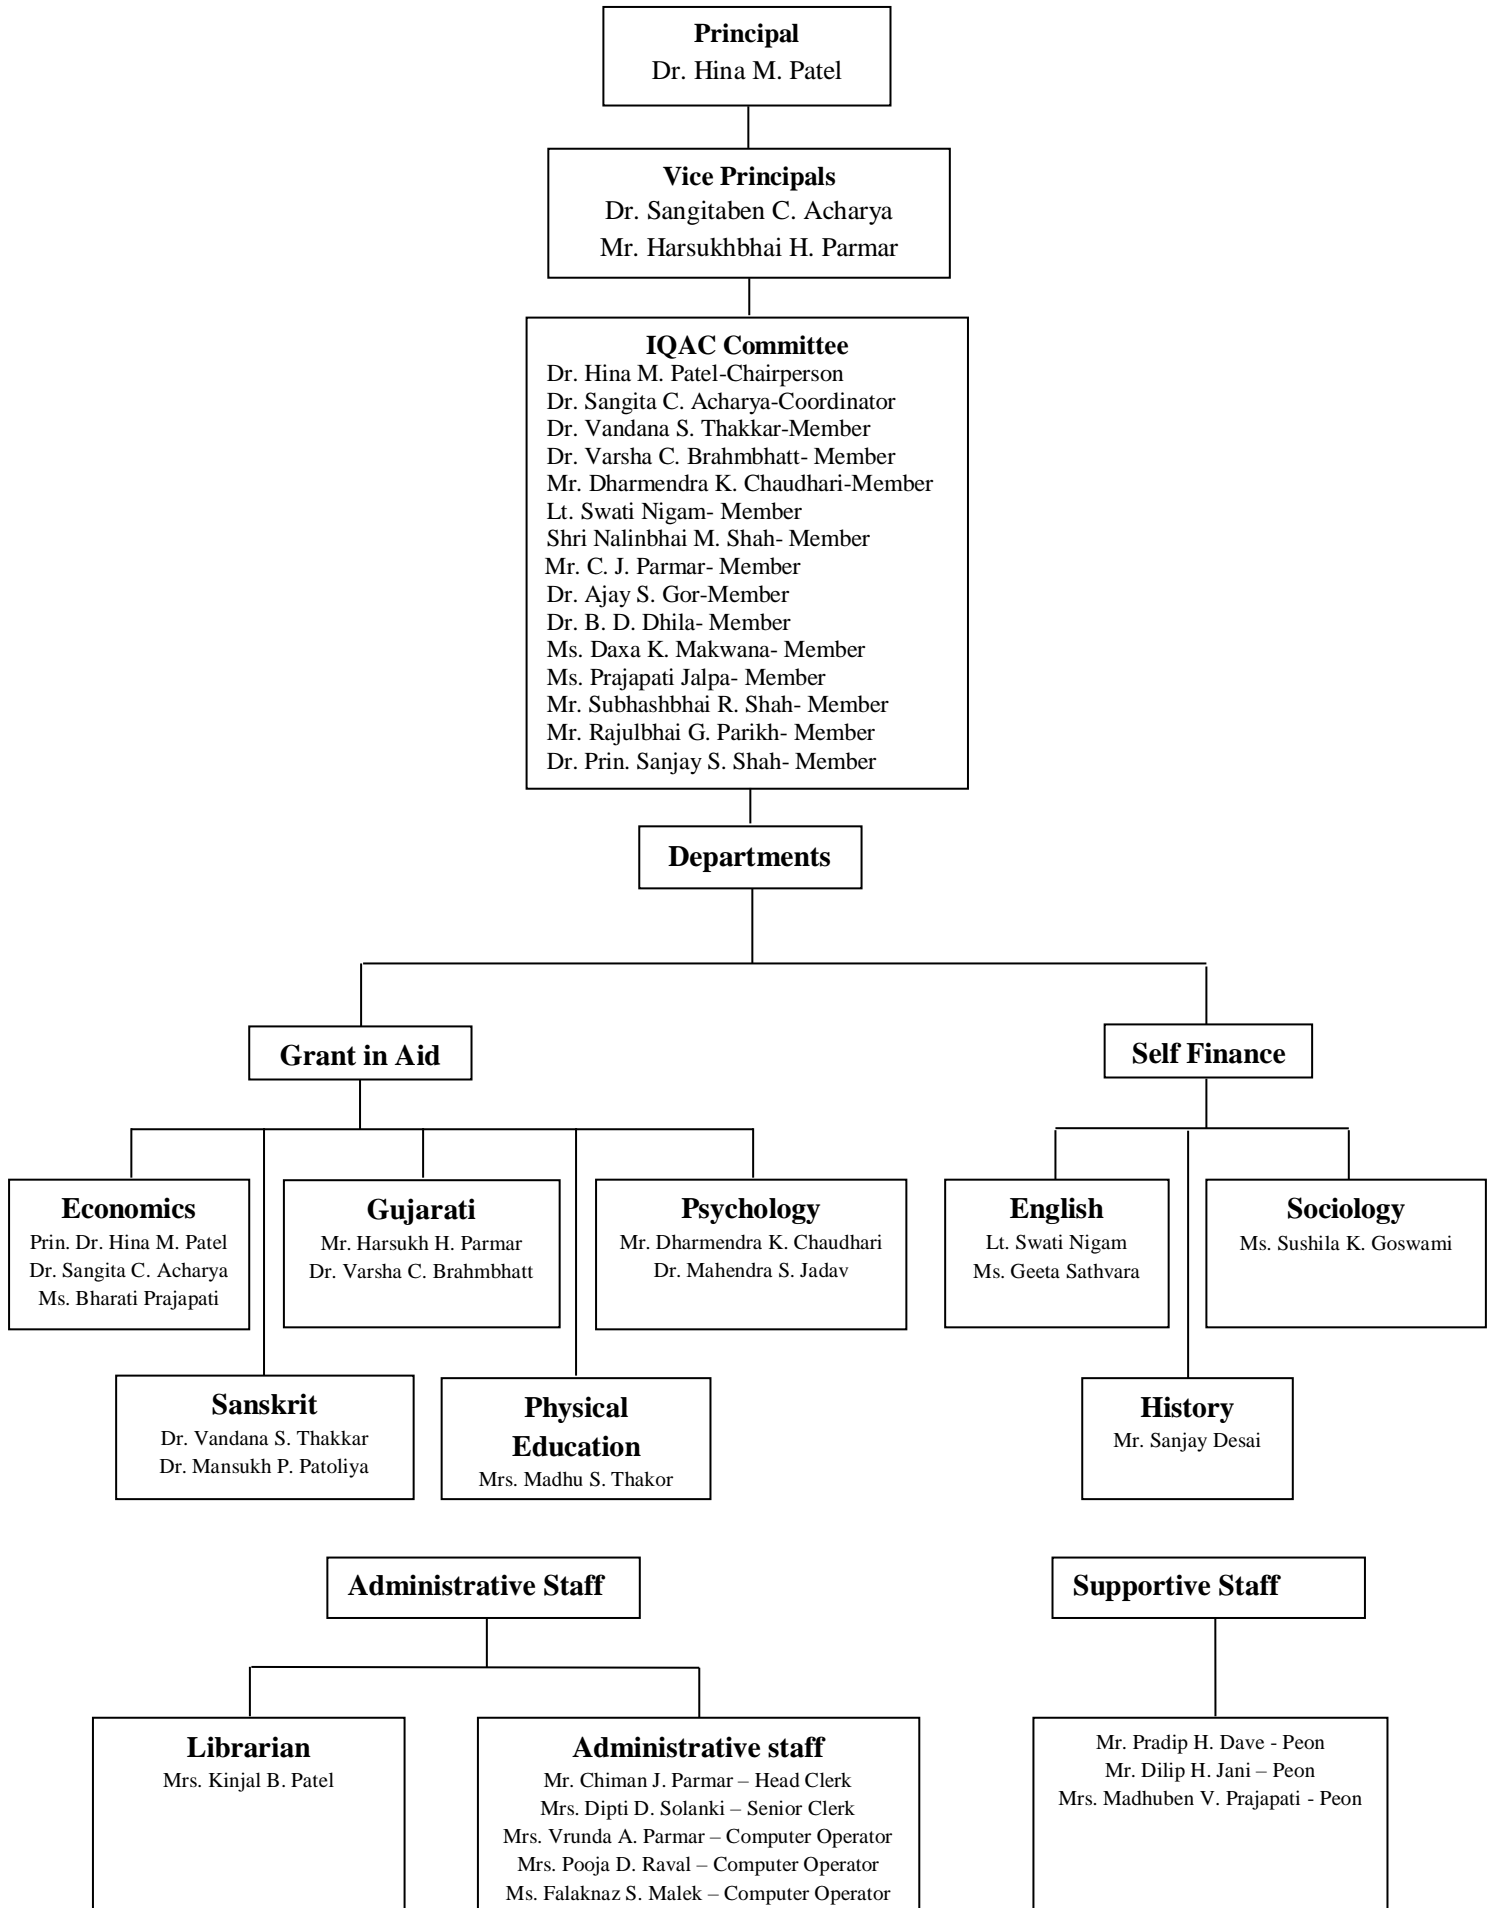 Principal
Dr. Hina M. Patel
Vice Principals
Dr. Sangitaben C. Acharya
Mr. Harsukhbhai H. Parmar
IQAC Committee
Dr. Hina M. Patel-Chairperson
Dr. Sangita C. Acharya-Coordinator
Dr. Vandana S. Thakkar-Member
Dr. Varsha C. Brahmbhatt- Member
Mr. Dharmendra K. Chaudhari-Member
Lt. Swati Nigam- Member
Shri Nalinbhai M. Shah- Member
Mr. C. J. Parmar- Member
Dr. Ajay S. Gor-Member
Dr. B. D. Dhila- Member
Ms. Daxa K. Makwana- Member
Ms. Prajapati Jalpa- Member
Mr. Subhashbhai R. Shah- Member
Mr. Rajulbhai G. Parikh- Member
Dr. Prin. Sanjay S. Shah- Member
Departments
Grant in Aid
Self Finance
Economics
Prin. Dr. Hina M. Patel
Dr. Sangita C. Acharya
Ms. Bharati Prajapati
Gujarati
Mr. Harsukh H. Parmar
Dr. Varsha C. Brahmbhatt
Psychology
Mr. Dharmendra K. Chaudhari
Dr. Mahendra S. Jadav
English
Lt. Swati Nigam
Ms. Geeta Sathvara
Sociology
Ms. Sushila K. Goswami
Sanskrit
Dr. Vandana S. Thakkar
Dr. Mansukh P. Patoliya
Physical
Education
Mrs. Madhu S. Thakor
History
Mr. Sanjay Desai
Administrative Staff
Supportive Staff
Librarian
Mrs. Kinjal B. Patel
Administrative staff
Mr. Chiman J. Parmar – Head Clerk
Mrs. Dipti D. Solanki – Senior Clerk
Mrs. Vrunda A. Parmar – Computer Operator
Mrs. Pooja D. Raval – Computer Operator
Ms. Falaknaz S. Malek – Computer Operator
Mr. Pradip H. Dave - Peon
Mr. Dilip H. Jani – Peon
Mrs. Madhuben V. Prajapati - Peon